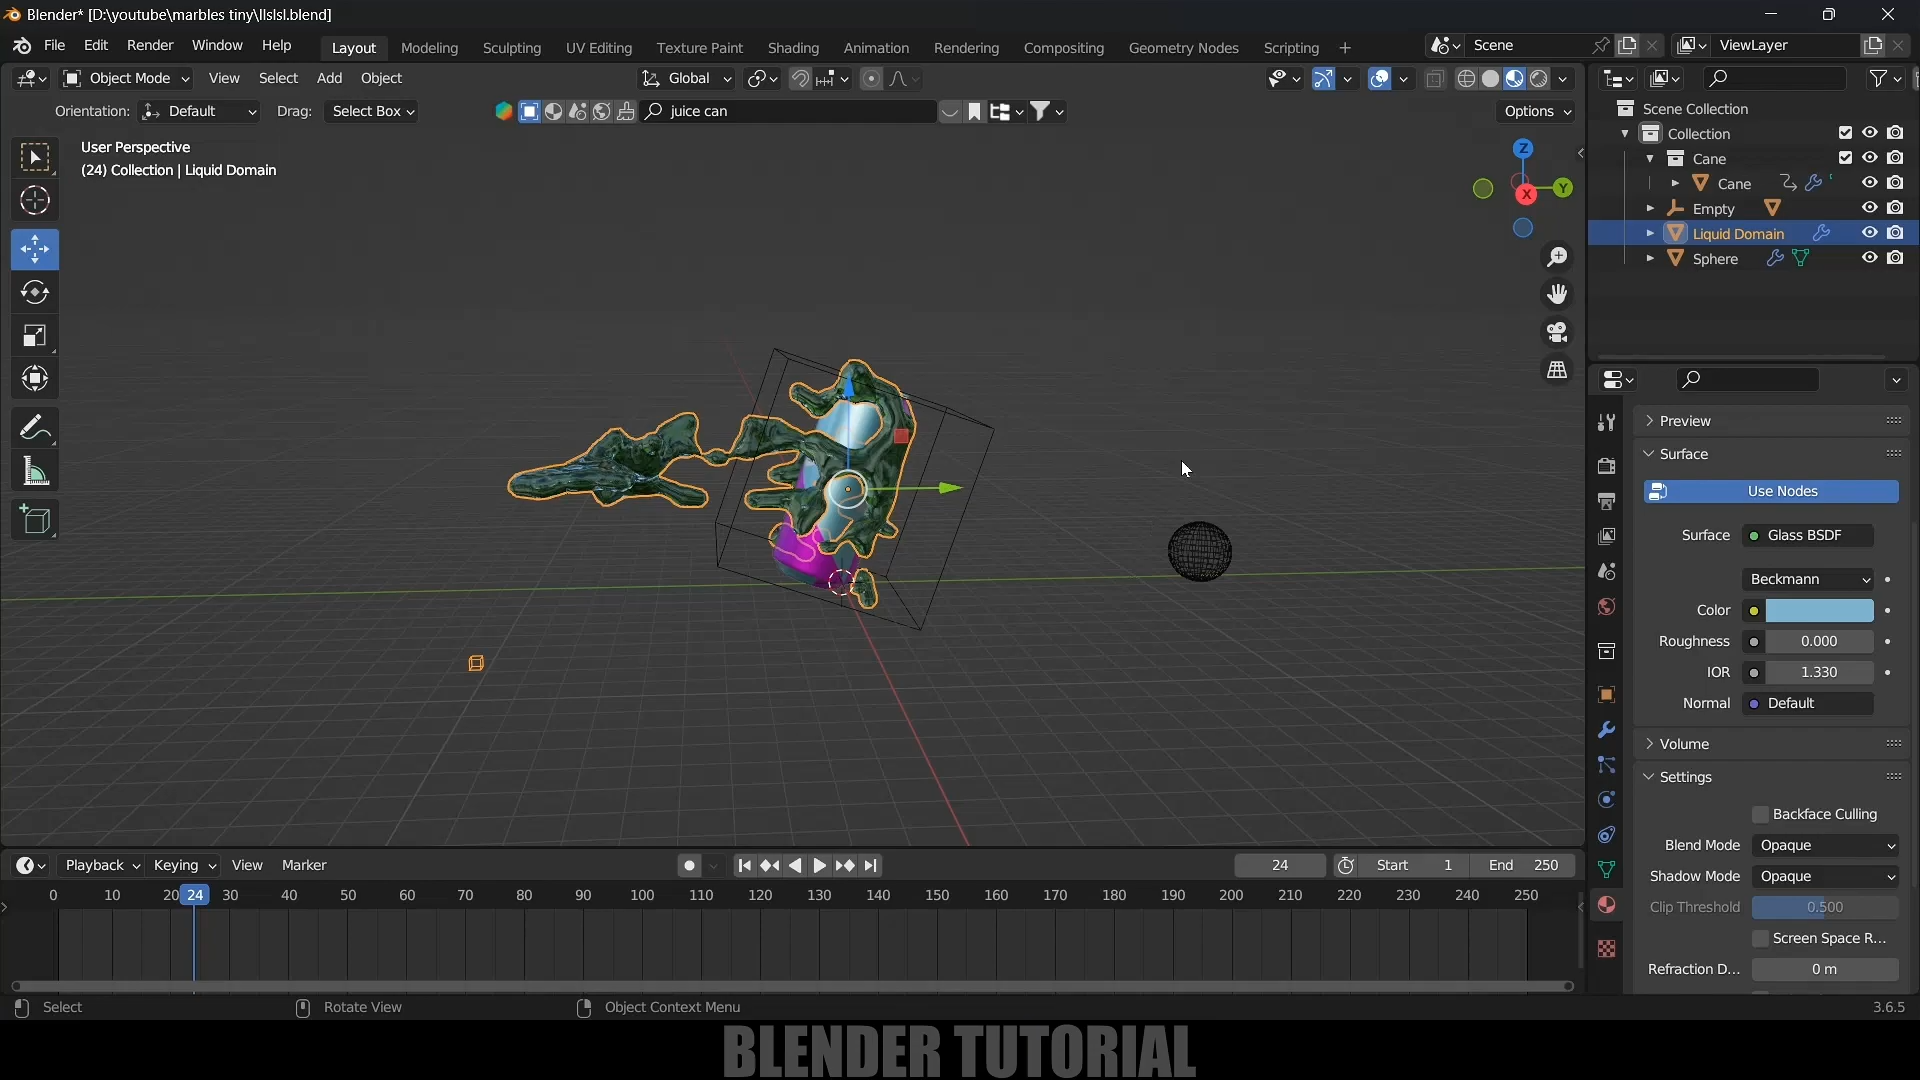 Blender* [D:\youtube\marbles tiny\llslsl.blend]
File Edit Render Window Help Layout Modeling Sculpting UV Editing Texture Paint Shading Animation Rendering Compositing Geometry Nodes Scripting + Scene ViewLayer
Object Mode View Select Add Object Global
Orientation: Default Drag: Select Box juice can Options
User Perspective
(24) Collection | Liquid Domain
Z
Y
X
Scene Collection
Collection
Cane
Cane
Empty
Liquid Domain
Sphere
Preview
Surface
Use Nodes
Surface Glass BSDF
Beckmann
Color
Roughness 0.000
IOR 1.330
Normal Default
Volume
Settings
Backface Culling
Blend Mode Opaque
Shadow Mode Opaque
Clip Threshold 0.500
Screen Space R...
Refraction D... 0 m
Playback Keying View Marker 24 Start 1 End 250
0 10 20 24 30 40 50 60 70 80 90 100 110 120 130 140 150 160 170 180 190 200 210 220 230 240 250
Select Rotate View Object Context Menu 3.6.5
BLENDER TUTORIAL